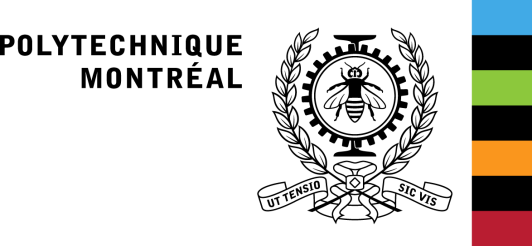 POLYTECHNIQUE
MONTRÉAL
UT TENSIO
SIC VIS